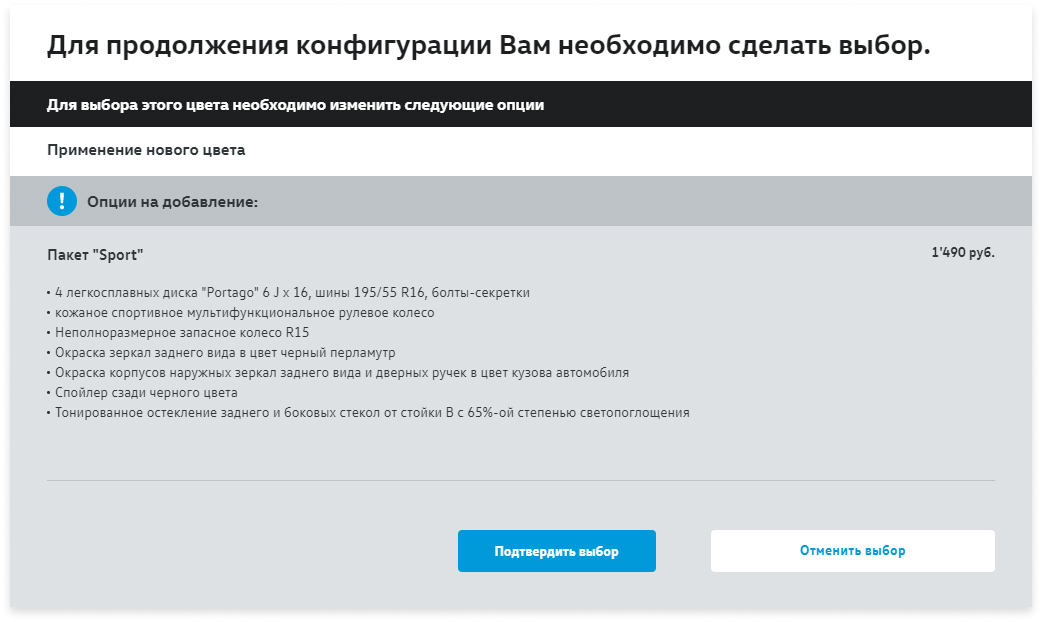 Для продолжения конфигурации Вам необходимо сделать выбор.
Для выбора этого цвета необходимо изменить следующие опции
Применение нового цвета
! Опции на добавление:
Пакет "Sport" 1'490 руб.
• 4 легкосплавных диска "Portago" 6 J x 16, шины 195/55 R16, болты-секретки
• кожаное спортивное мультифункциональное рулевое колесо
• Неполноразмерное запасное колесо R15
• Окраска зеркал заднего вида в цвет черный перламутр
• Окраска корпусов наружных зеркал заднего вида и дверных ручек в цвет кузова автомобиля
• Спойлер сзади черного цвета
• Тонированное остекление заднего и боковых стекол от стойки В с 65%-ой степенью светопоглощения
Подтвердить выбор Отменить выбор